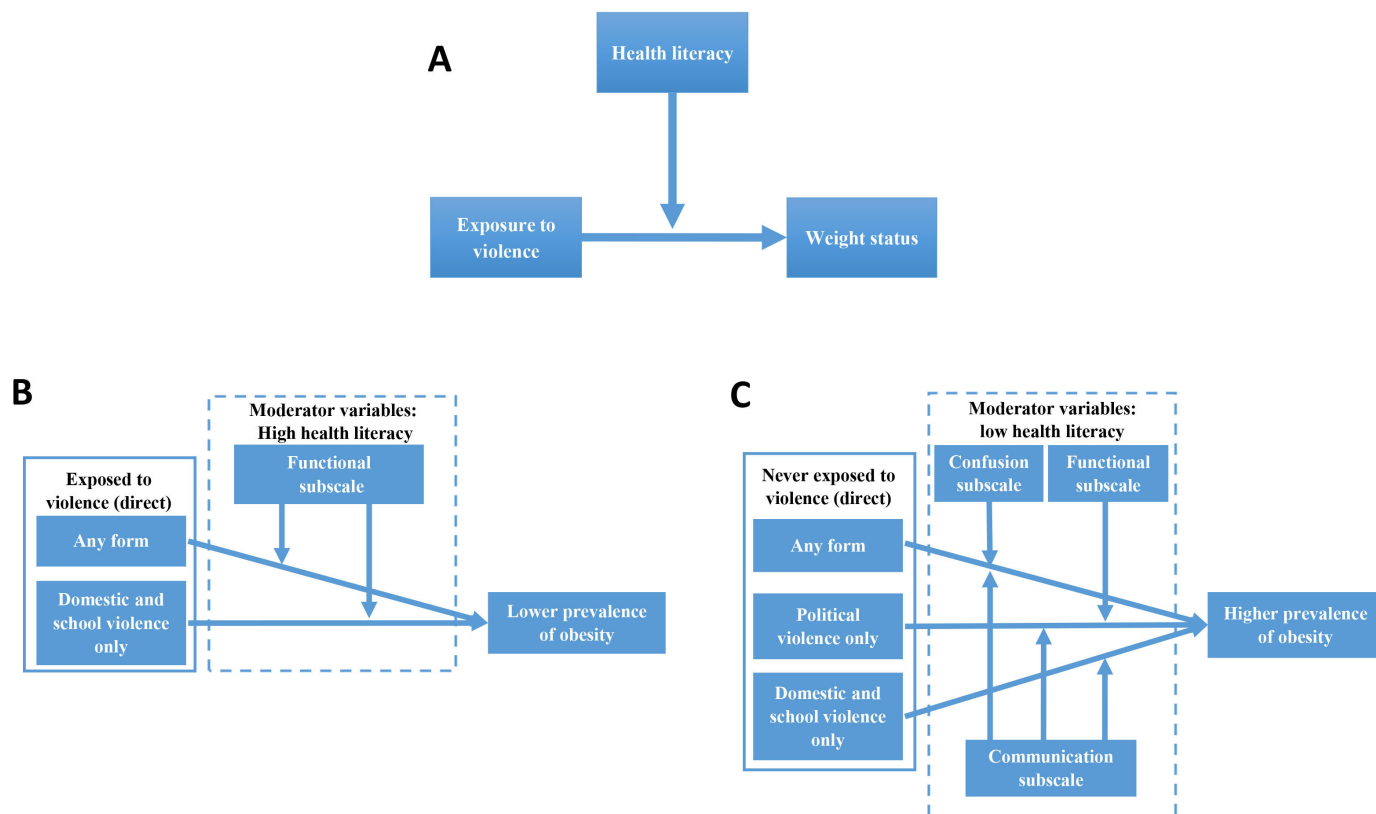 A
Health literacy
Exposure to
violence
Weight status
B
Moderator variables:
High health literacy
Functional
subscale
Exposed to
violence (direct)
Any form
Domestic and
school violence
only
Lower prevalence
of obesity
C
Moderator variables:
low health literacy
Confusion
subscale
Functional
subscale
Never exposed to
violence (direct)
Any form
Political
violence only
Domestic and
school violence
only
Higher prevalence
of obesity
Communication
subscale